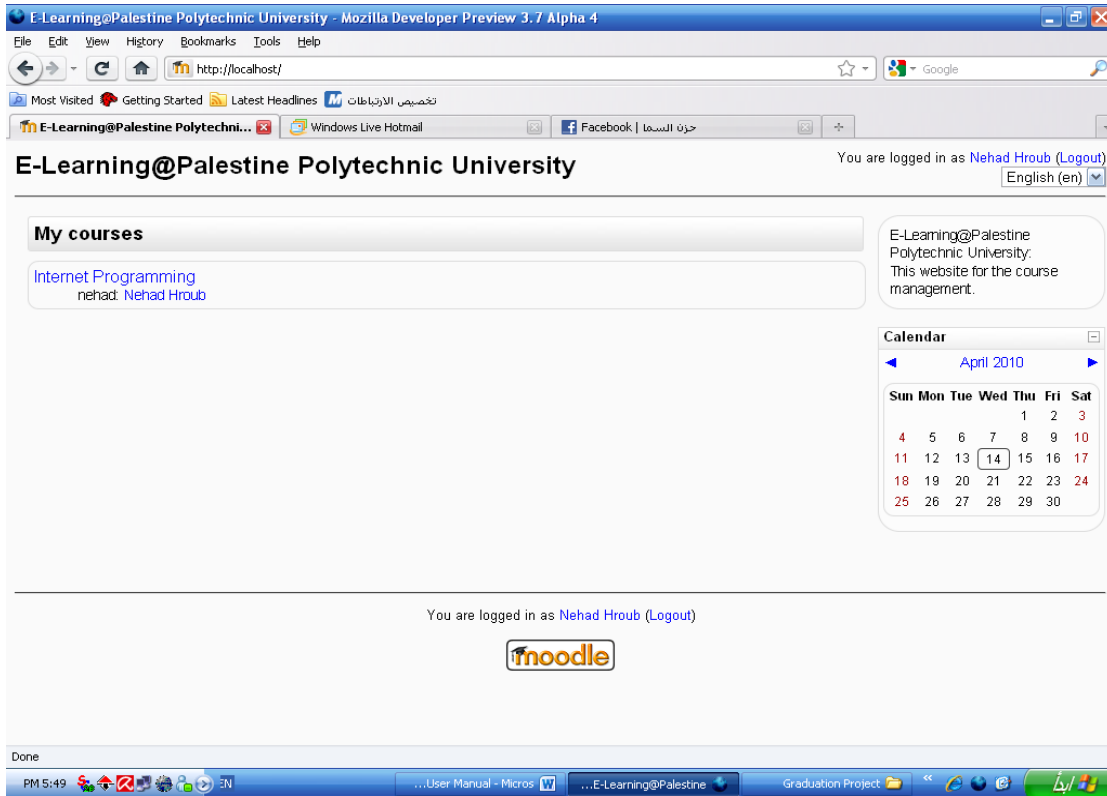 E-Learning@Palestine Polytechnic University - Mozilla Developer Preview 3.7 Alpha 4
File Edit View History Bookmarks Tools Help
http://localhost/
Google
Most Visited Getting Started Latest Headlines تخصيص الارتباطات
E-Learning@Palestine Polytechni... Windows Live Hotmail Facebook | حزن السما
E-Learning@Palestine Polytechnic University
You are logged in as Nehad Hroub (Logout)
English (en)
My courses
Internet Programming
nehad: Nehad Hroub
E-Learning@Palestine
Polytechnic University:
This website for the course
management.
Calendar
April 2010
Sun Mon Tue Wed Thu Fri Sat
1 2 3
4 5 6 7 8 9 10
11 12 13 14 15 16 17
18 19 20 21 22 23 24
25 26 27 28 29 30
You are logged in as Nehad Hroub (Logout)
moodle
Done
PM 5:49 EN ...User Manual - Micros ...E-Learning@Palestine Graduation Project ابدأ